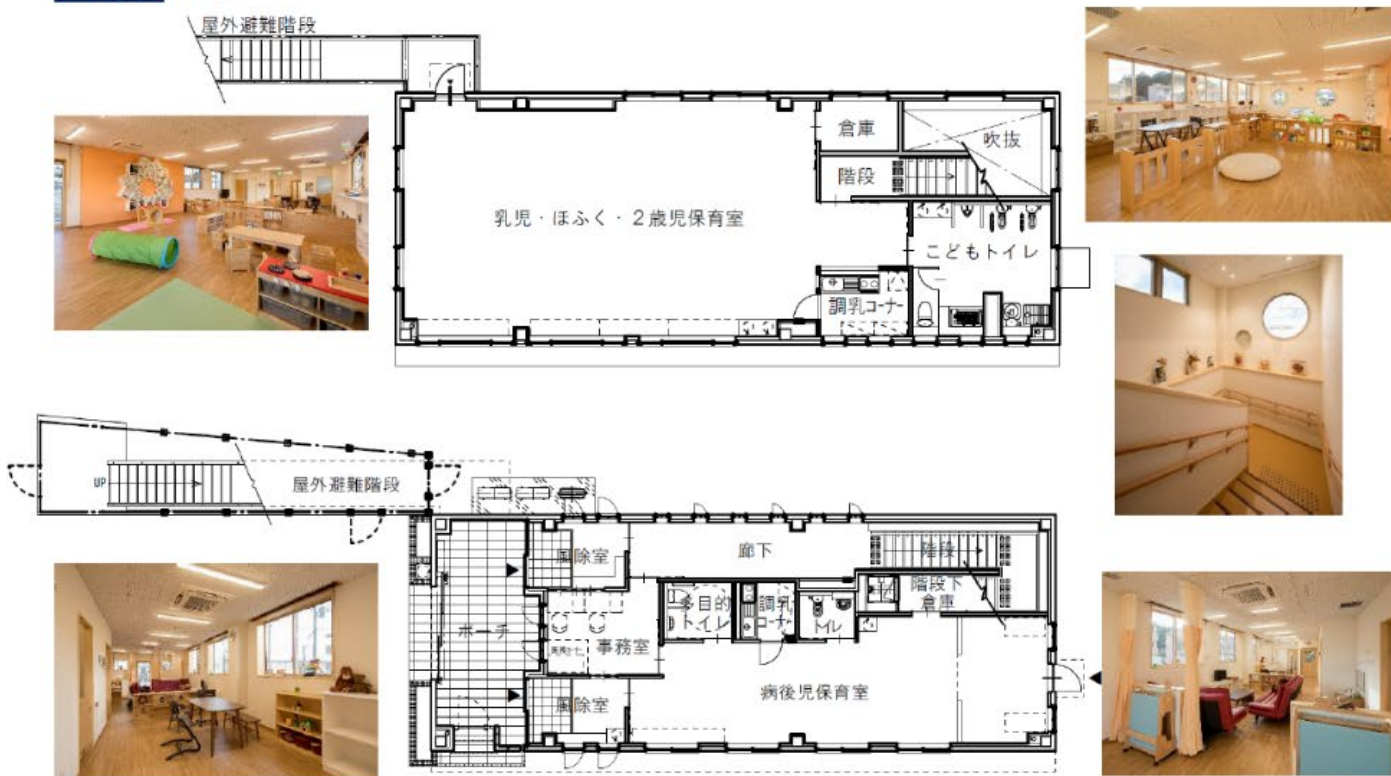 屋外避難階段
倉庫
吹抜
階段
乳児・ほふく・２歳児保育室
こどもトイレ
調乳コーナー
UP
屋外避難階段
風除室
廊下
階段
階段下
倉庫
多目的
トイレ
調乳
コーナー
トイレ
ポーチ
事務室
風除室
病後児保育室